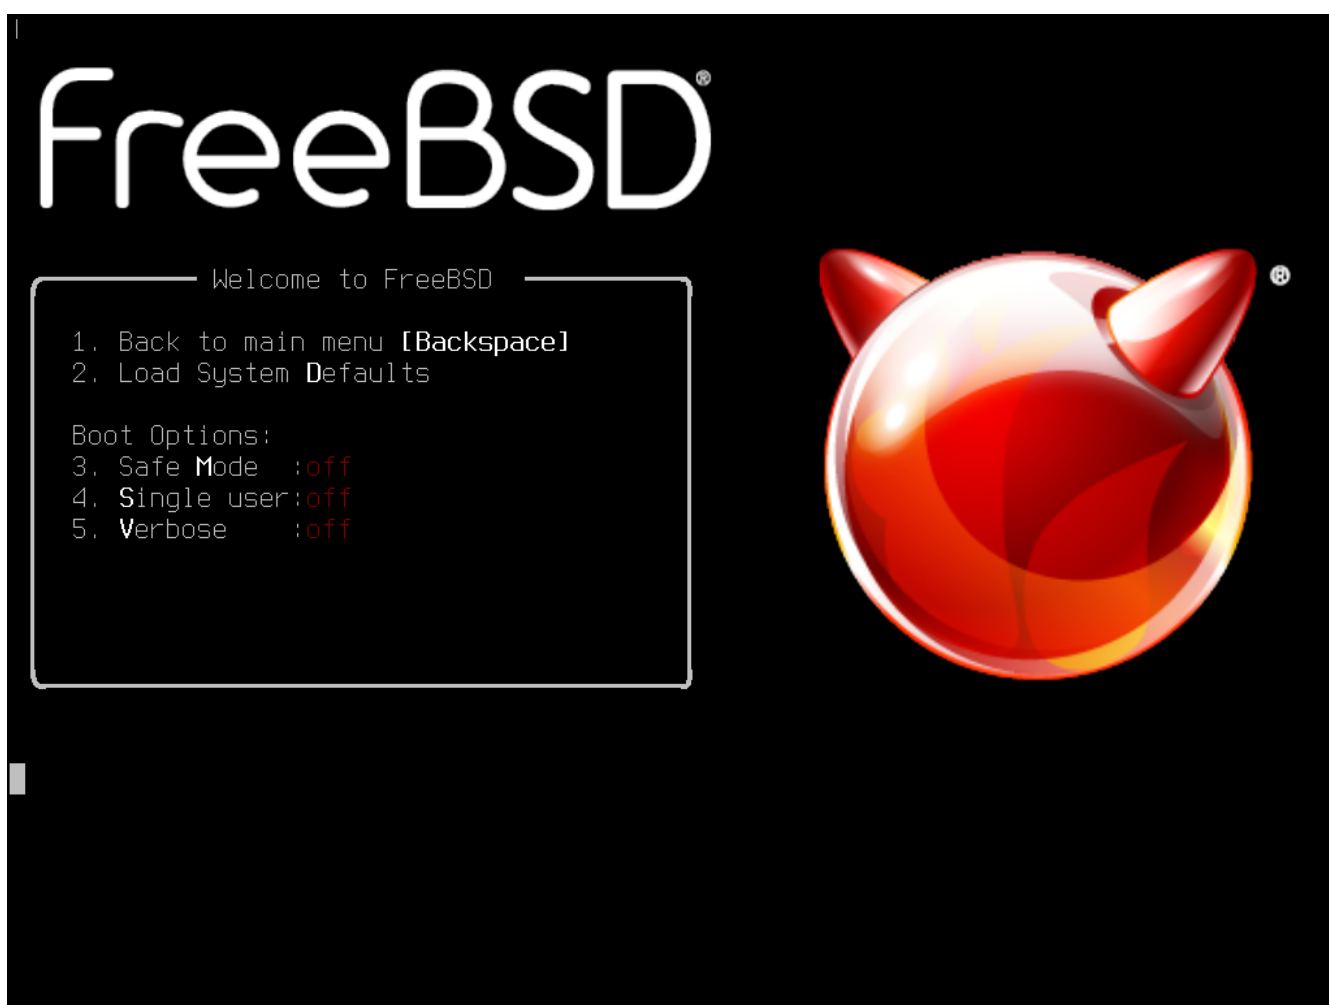 FreeBSD®
Welcome to FreeBSD
1. Back to main menu [Backspace]
2. Load System Defaults
Boot Options:
3. Safe Mode  :off
4. Single user:off
5. Verbose    :off
®